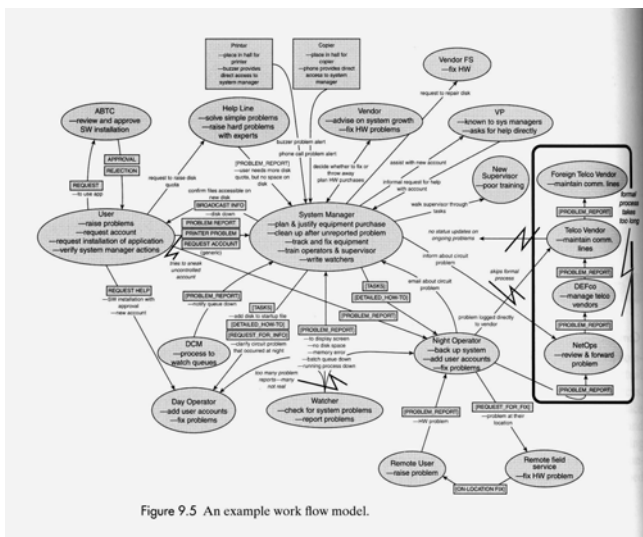 Printer
—place in hall for
printer
—buzzer provides
direct access to
system manager
Copier
—place in hall for
copier
—phone provides direct
access to system
manager
Vendor FS
—fix HW
request to repair disk
ABTC
—review and approve
SW installation
Help Line
—solve simple problems
—raise hard problems
with experts
Vendor
—advise on system growth
—fix HW problems
VP
—known to sys managers
—asks for help directly
buzzer problem alert
phone call problem alert
APPROVAL
REJECTION
REQUEST
—to use app
request to raise disk
quota
[PROBLEM_REPORT]
—user needs more disk
quota, but no space on
disk
decide whether to fix or
throw away
plan HW purchases
assist with new account
informal request for help
with account
New
Supervisor
—poor training
walk supervisor through
tasks
Foreign Telco Vendor
—maintain comm. lines
formal
process
takes
too long
[PROBLEM_REPORT]
confirm files accessible on
new disk
BROADCAST INFO
—disk down
User
—raise problems
—request account
—request installation of application
—verify system manager actions
PROBLEM REPORT
PRINTER PROBLEM
REQUEST ACCOUNT
(generic)
System Manager
—plan & justify equipment purchase
—clean up after unreported problem
—track and fix equipment
—train operators & supervisor
—write watchers
no status updates on
ongoing problems
Telco Vendor
—maintain comm.
lines
tries to sneak
uncontrolled
account
inform about circuit
problem
skips formal
process
[PROBLEM_REPORT]
email about circuit
problem
DEFco
—manage telco
vendors
REQUEST HELP
—SW installation with
approval
—new account
[PROBLEM_REPORT]
—notify queue down
[TASKS]
—add disk to startup file
[DETAILED_HOW-TO]
[REQUEST_FOR_INFO]
—clarify circuit problem
that occurred at night
[TASKS]
[DETAILED_HOW-TO]
[PROBLEM_REPORT]
[PROBLEM_REPORT]
—to display screen
—no disk space
—memory error
—batch queue down
—running process down
problem logged directly
to vendor
[PROBLEM_REPORT]
DCM
—process to
watch queues
Night Operator
—back up system
—add user accounts
—fix problems
NetOps
—review & forward
problem
too many problem
reports—many
not real
Day Operator
—add user accounts
—fix problems
Watcher
—check for system problems
—report problems
[PROBLEM_REPORT]
—HW problem
[REQUEST_FOR_FIX]
—problem at their
location
[PROBLEM_REPORT]
Remote User
—raise problem
Remote field
service
—fix HW problem
[ON-LOCATION FIX]
Figure 9.5 An example work flow model.